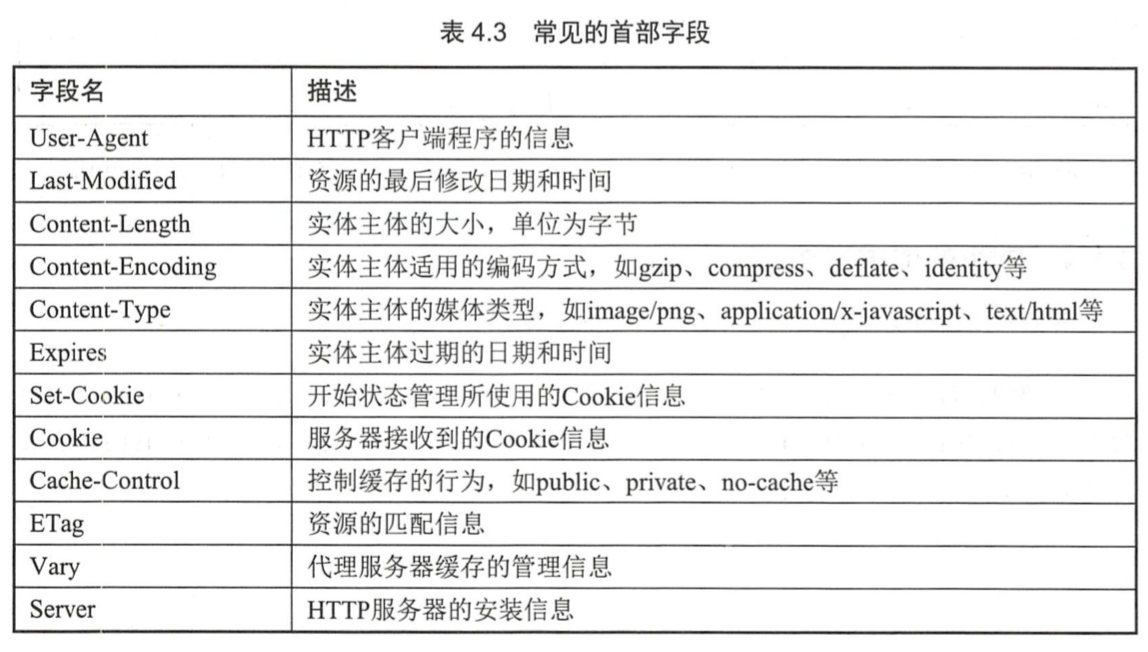 表 4.3 常见的首部字段
字段名 描述
User-Agent HTTP客户端程序的信息
Last-Modified 资源的最后修改日期和时间
Content-Length 实体主体的大小，单位为字节
Content-Encoding 实体主体适用的编码方式，如gzip、compress、deflate、identity等
Content-Type 实体主体的媒体类型，如image/png、application/x-javascript、text/html等
Expires 实体主体过期的日期和时间
Set-Cookie 开始状态管理所使用的Cookie信息
Cookie 服务器接收到的Cookie信息
Cache-Control 控制缓存的行为，如public、private、no-cache等
ETag 资源的匹配信息
Vary 代理服务器缓存的管理信息
Server HTTP服务器的安装信息